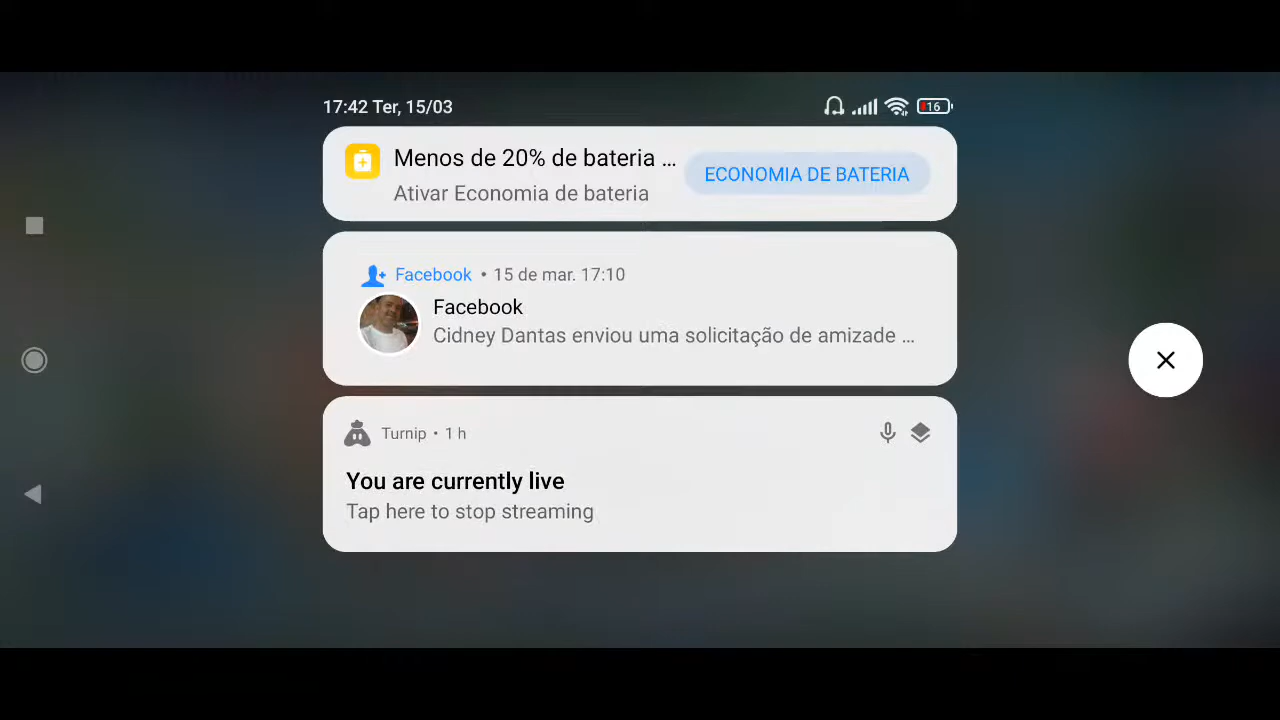 17:42 Ter, 15/03
16
Menos de 20% de bateria ...
Ativar Economia de bateria
ECONOMIA DE BATERIA
Facebook • 15 de mar. 17:10
Facebook
Cidney Dantas enviou uma solicitação de amizade ...
Turnip • 1 h
You are currently live
Tap here to stop streaming